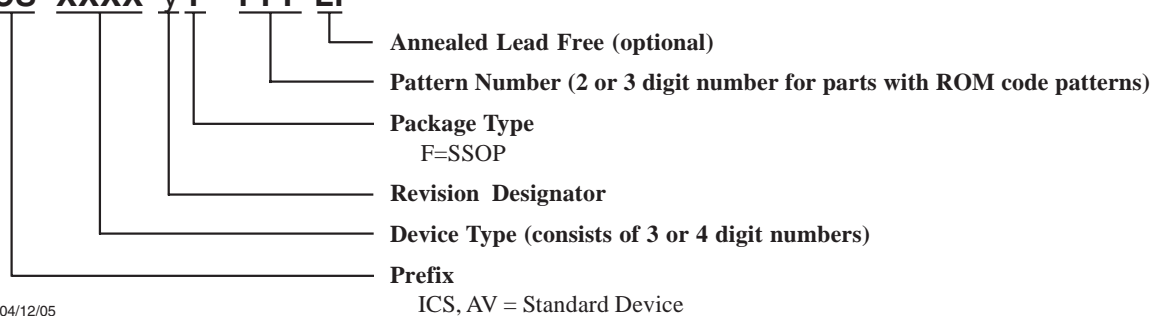 XXXX y
Annealed Lead Free (optional)
Pattern Number (2 or 3 digit number for parts with ROM code patterns)
Package Type
F=SSOP
Revision Designator
Device Type (consists of 3 or 4 digit numbers)
Prefix
ICS, AV = Standard Device
04/12/05